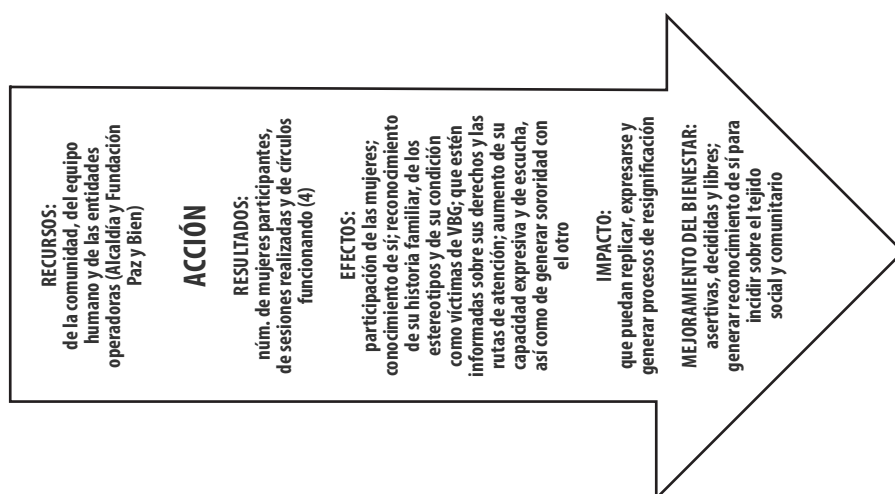 RECURSOS:
de la comunidad, del equipo
humano y de las entidades
operadoras (Alcaldía y Fundación
Paz y Bien)
ACCIÓN
RESULTADOS:
núm. de mujeres participantes,
de sesiones realizadas y de círculos
funcionando (4)
EFECTOS:
participación de las mujeres;
conocimiento de sí; reconocimiento
de su historia familiar, de los
estereotipos y de su condición
como víctimas de VBG; que estén
informadas sobre sus derechos y las
rutas de atención; aumento de su
capacidad expresiva y de escucha,
así como de generar sororidad con
el otro
IMPACTO:
que puedan replicar, expresarse y
generar procesos de resignificación
MEJORAMIENTO DEL BIENESTAR:
asertivas, decididas y libres;
generar reconocimiento de sí para
incidir sobre el tejido
social y comunitario